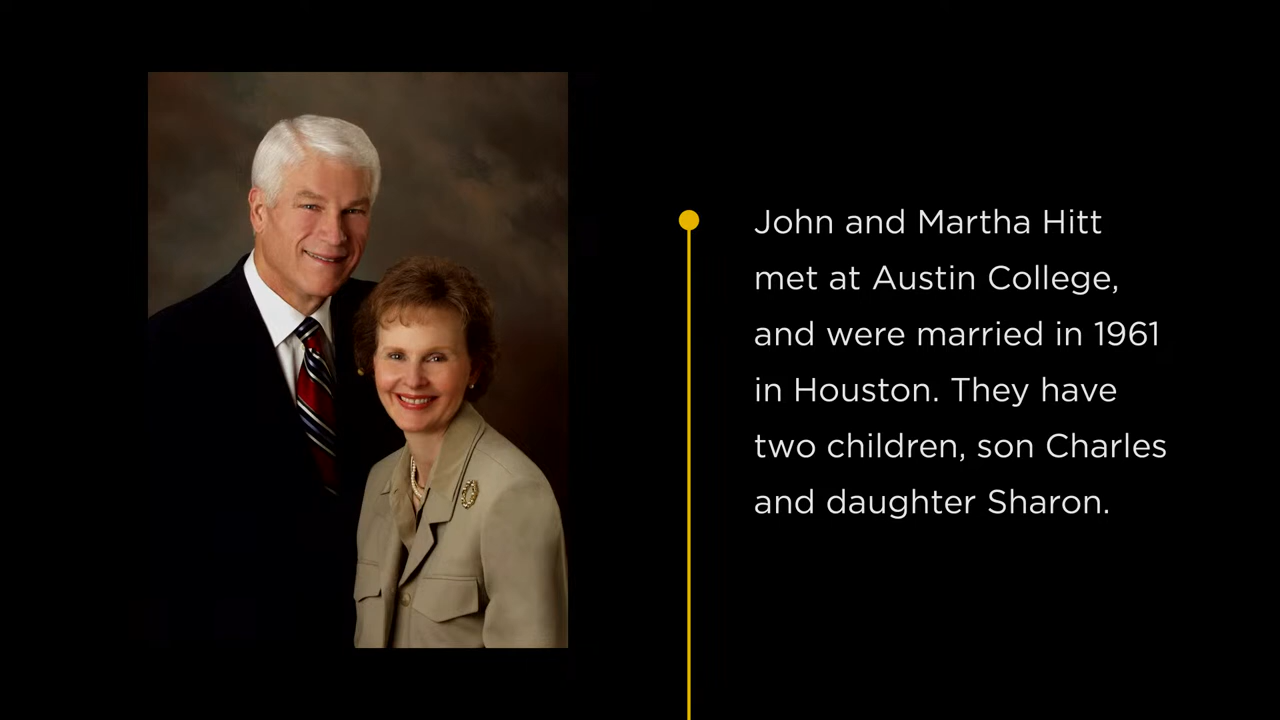 John and Martha Hitt
met at Austin College,
and were married in 1961
in Houston. They have
two children, son Charles
and daughter Sharon.